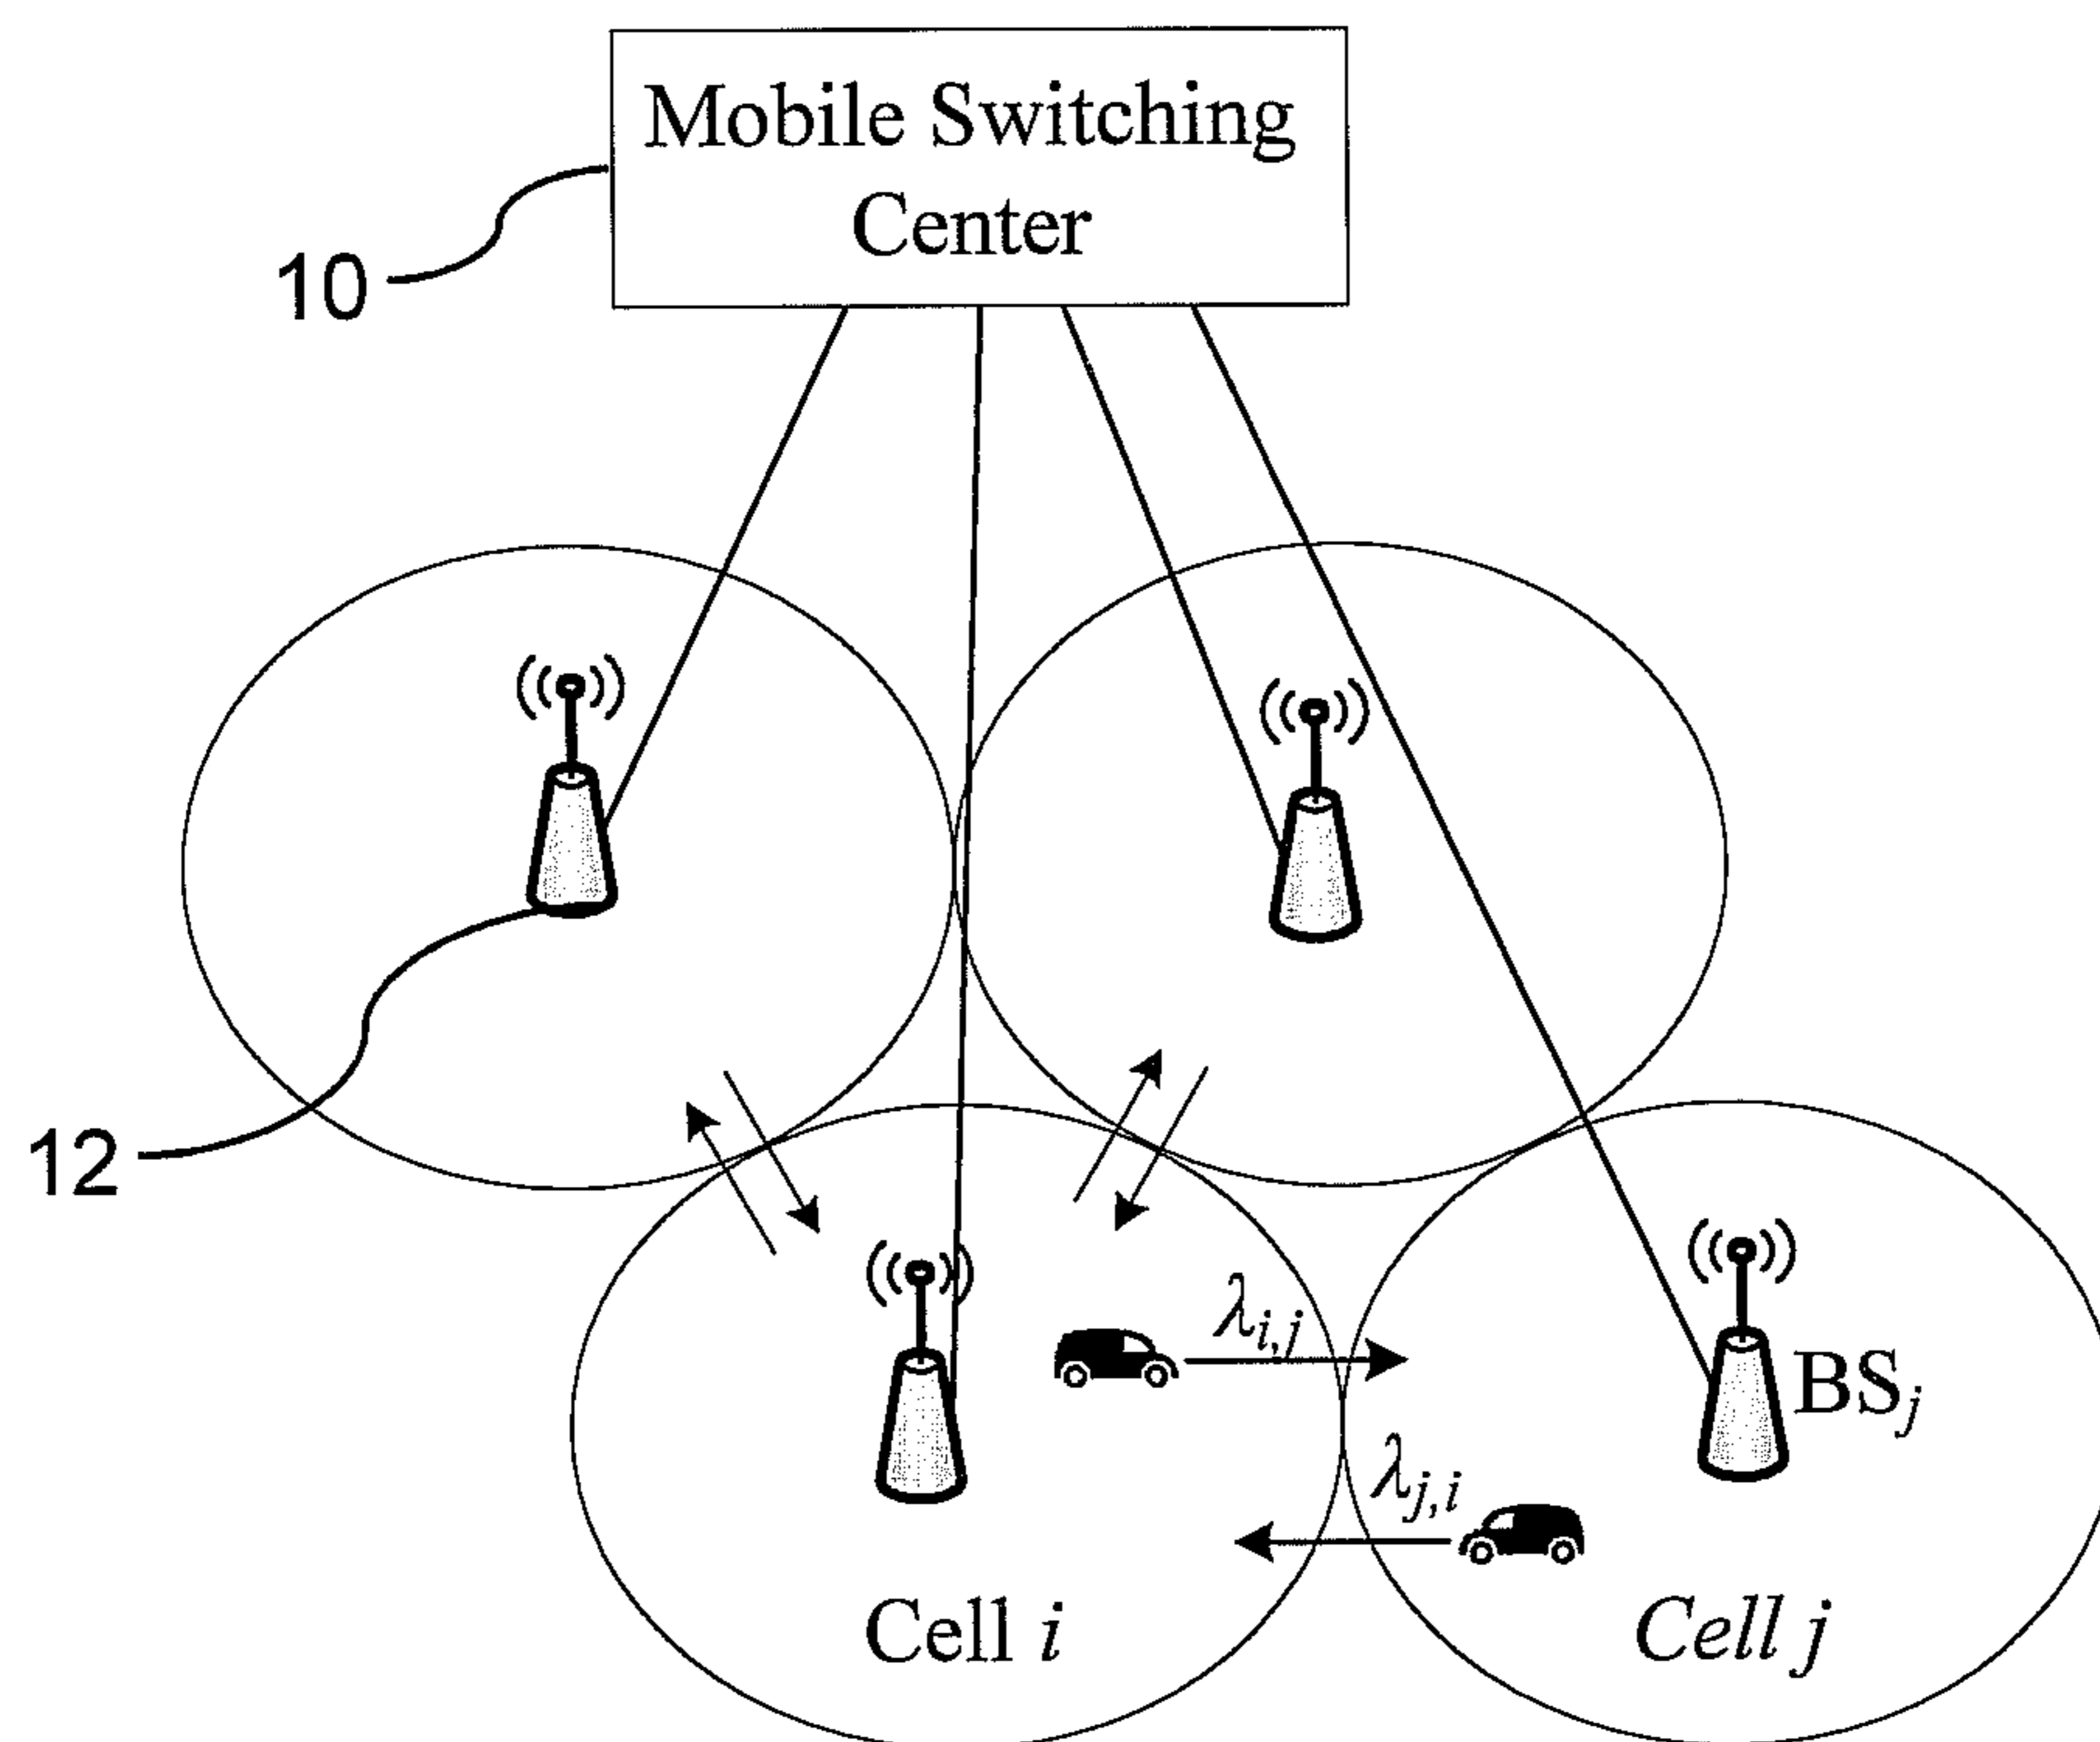 Mobile Switching
Center
10
12
λi,j
BSj
λj,i
Cell i
Cell j